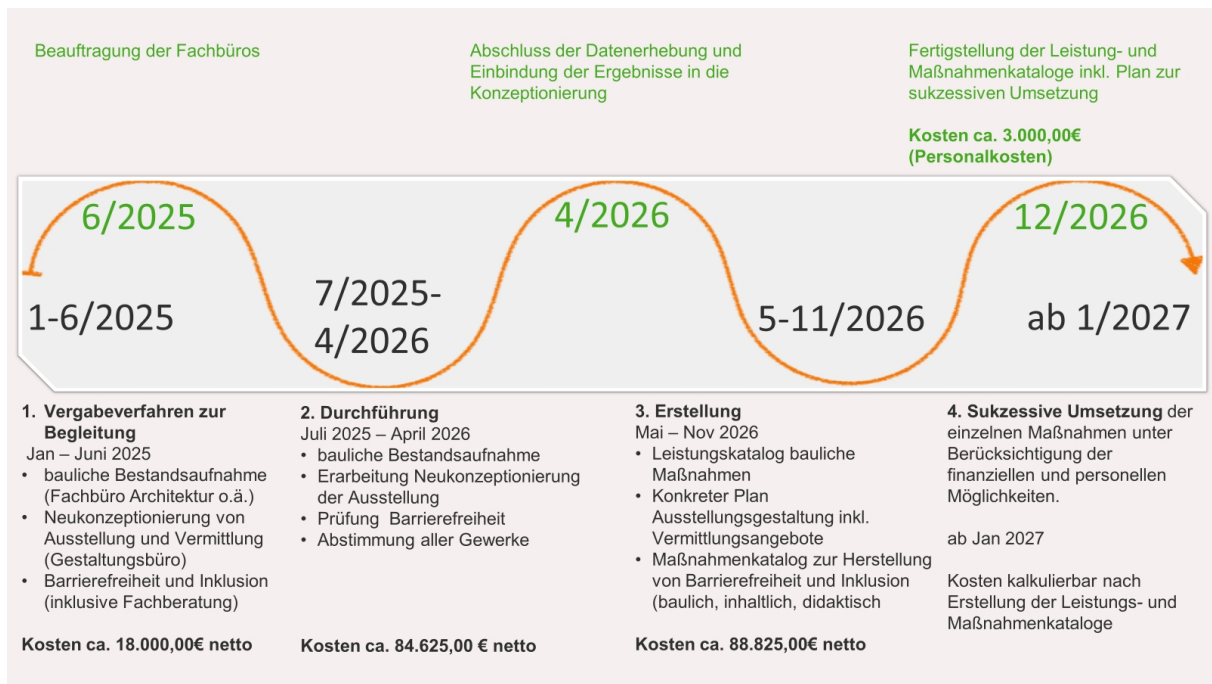 Beauftragung der Fachbüros
Abschluss der Datenerhebung und
Einbindung der Ergebnisse in die
Konzeptionierung
Fertigstellung der Leistung- und
Maßnahmenkataloge inkl. Plan zur
sukzessiven Umsetzung
Kosten ca. 3.000,00€
(Personalkosten)
6/2025
4/2026
12/2026
1-6/2025
7/2025-
4/2026
5-11/2026
ab 1/2027
1. Vergabeverfahren zur
Begleitung
Jan – Juni 2025
• bauliche Bestandsaufnahme
(Fachbüro Architektur o.ä.)
• Neukonzeptionierung von
Ausstellung und Vermittlung
(Gestaltungsbüro)
• Barrierefreiheit und Inklusion
(inklusive Fachberatung)
Kosten ca. 18.000,00€ netto
2. Durchführung
Juli 2025 – April 2026
• bauliche Bestandsaufnahme
• Erarbeitung Neukonzeptionierung
der Ausstellung
• Prüfung Barrierefreiheit
• Abstimmung aller Gewerke
Kosten ca. 84.625,00 € netto
3. Erstellung
Mai – Nov 2026
• Leistungskatalog bauliche
Maßnahmen
• Konkreter Plan
Ausstellungsgestaltung inkl.
Vermittlungsangebote
• Maßnahmenkatalog zur Herstellung
von Barrierefreiheit und Inklusion
(baulich, inhaltlich, didaktisch
Kosten ca. 88.825,00€ netto
4. Sukzessive Umsetzung der
einzelnen Maßnahmen unter
Berücksichtigung der
finanziellen und personellen
Möglichkeiten.
ab Jan 2027
Kosten kalkulierbar nach
Erstellung der Leistungs- und
Maßnahmenkataloge